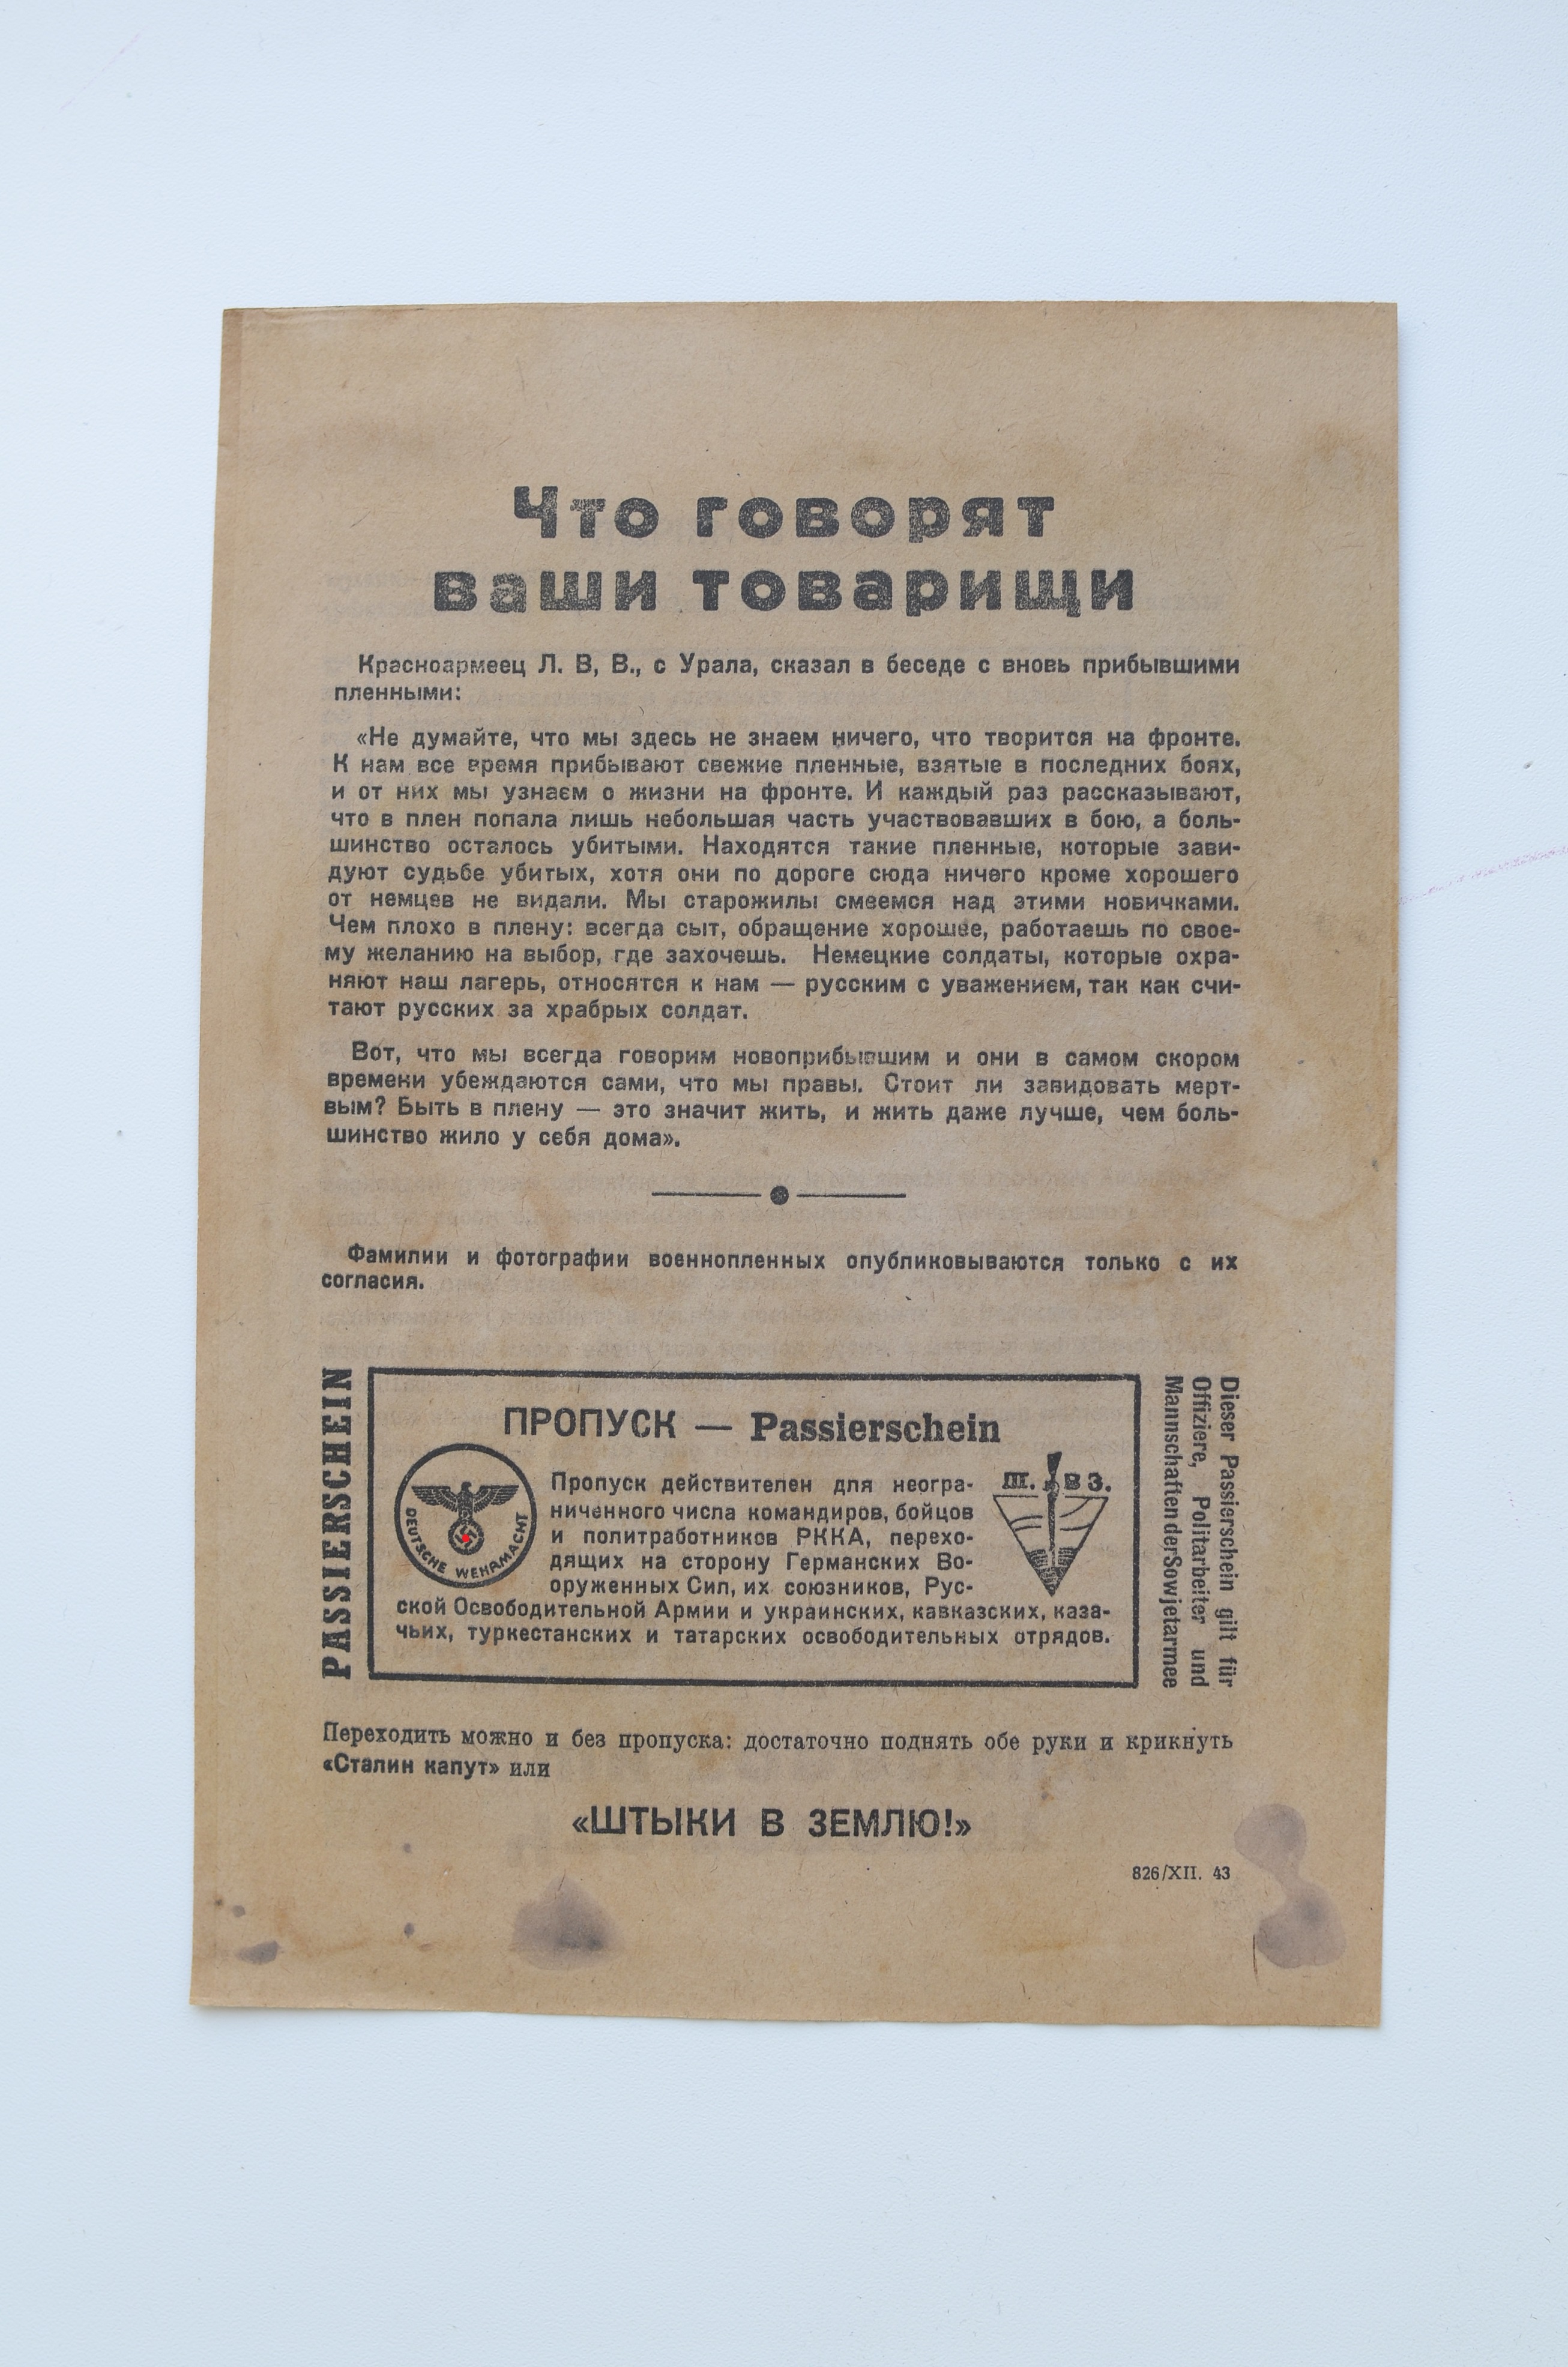 Что говорят
ваши товарищи
Красноармеец Л. В, В., с Урала, сказал в беседе с вновь прибывшими
пленными:
«Не думайте, что мы здесь не знаем ничего, что творится на фронте.
К нам все время прибывают свежие пленные, взятые в последних боях,
и от них мы узнаем о жизни на фронте. И каждый раз рассказывают,
что в плен попала лишь небольшая часть участвовавших в бою, а боль-
шинство осталось убитыми. Находятся такие пленные, которые зави-
дуют судьбе убитых, хотя они по дороге сюда ничего кроме хорошего
от немцев не видали. Мы старожилы смеемся над этими новичками.
Чем плохо в плену: всегда сыт, обращение хорошее, работаешь по свое-
му желанию на выбор, где захочешь. Немецкие солдаты, которые охра-
няют наш лагерь, относятся к нам — русским с уважением, так как счи-
тают русских за храбрых солдат.
Вот, что мы всегда говорим новоприбывшим и они в самом скором
времени убеждаются сами, что мы правы. Стоит ли завидовать мерт-
вым? Быть в плену — это значит жить, и жить даже лучше, чем боль-
шинство жило у себя дома».
Фамилии и фотографии военнопленных опубликовываются только с их
согласия.
PASSIERSCHEIN
ПРОПУСК — Passierschein
DEUTSCHE WEHRMACHT
Ш. В З.
Пропуск действителен для неогра-
ниченного числа командиров, бойцов
и политработников РККА, перехо-
дящих на сторону Германских Во-
оруженных Сил, их союзников, Рус-
ской Освободительной Армии и украинских, кавказских, каза-
чьих, туркестанских и татарских освободительных отрядов.
Dieser Passierschein gilt für
Offiziere, Politarbeiter und
Mannschaften der Sowjetarmee
Переходить можно и без пропуска: достаточно поднять обе руки и крикнуть
«Сталин капут» или
«ШТЫКИ В ЗЕМЛЮ!»
826/XII. 43